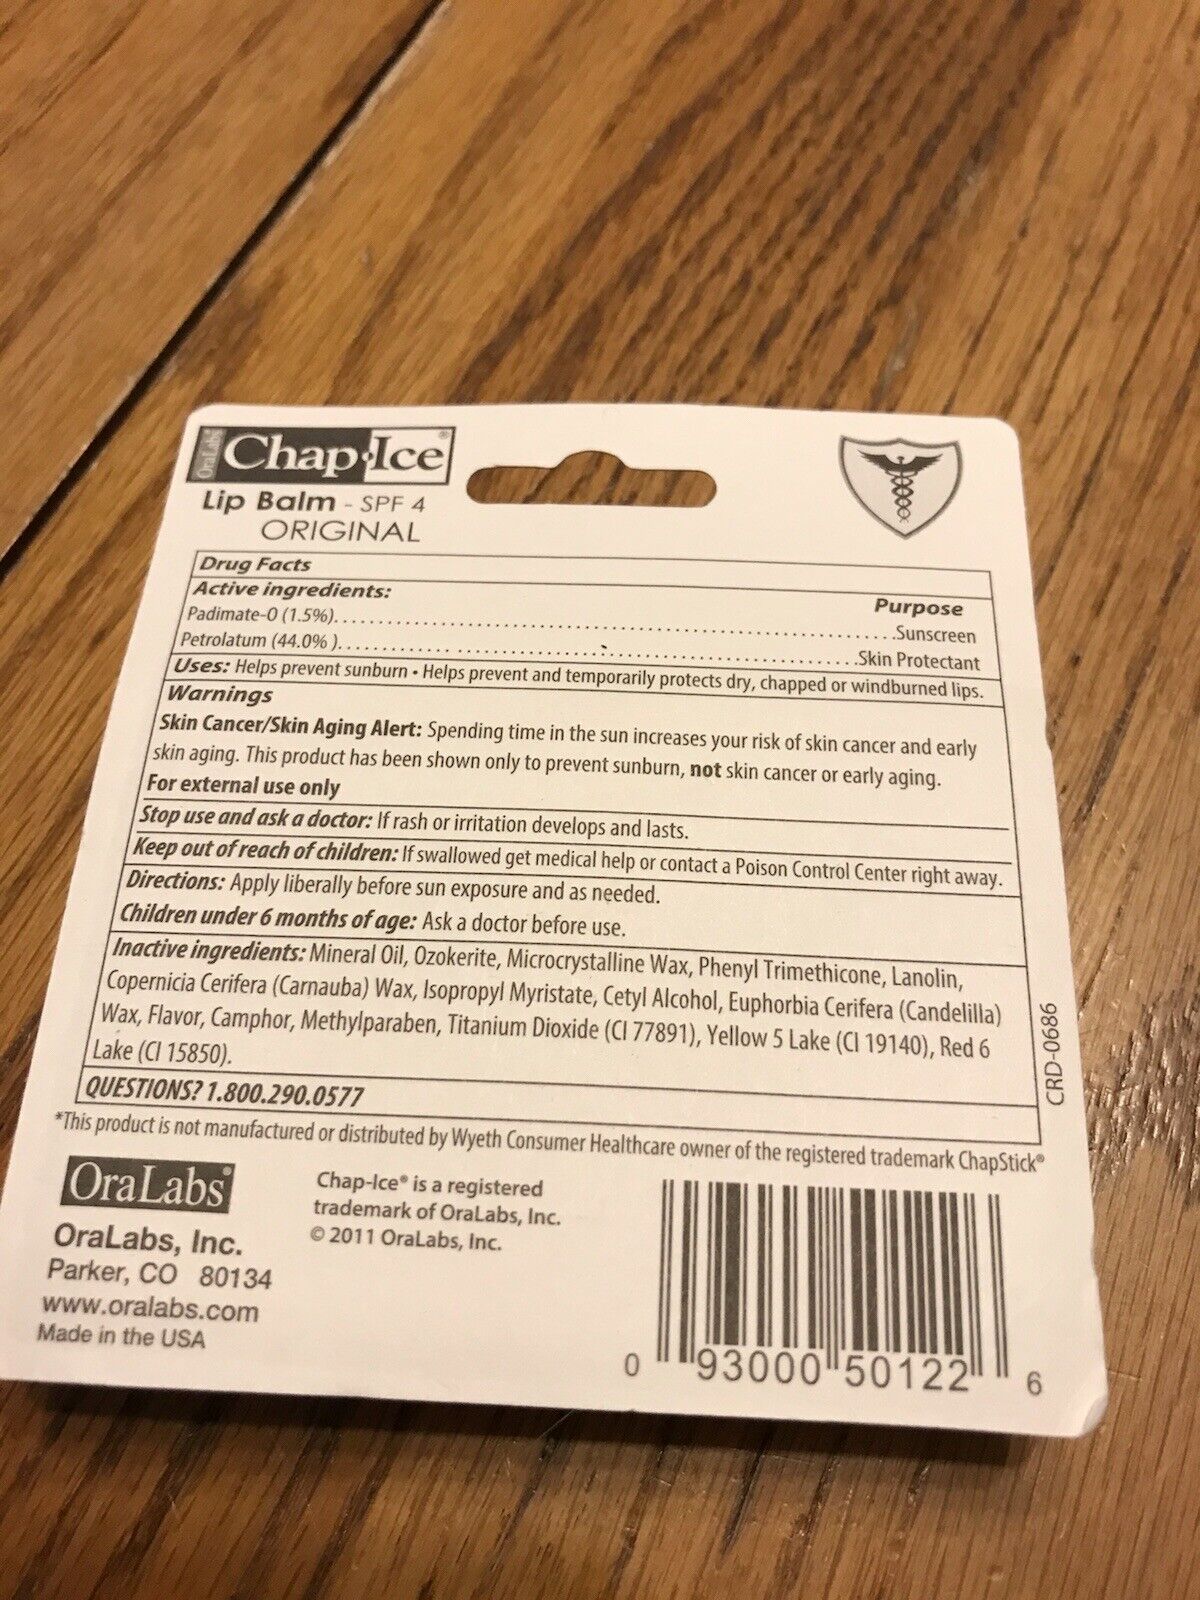 OraLabs Chap·Ice®
Lip Balm - SPF 4
ORIGINAL
Drug Facts
Active ingredients: Purpose
Padimate-O (1.5%)..........Sunscreen
Petrolatum (44.0% )..........Skin Protectant
Uses: Helps prevent sunburn • Helps prevent and temporarily protects dry, chapped or windburned lips.
Warnings
Skin Cancer/Skin Aging Alert: Spending time in the sun increases your risk of skin cancer and early
skin aging. This product has been shown only to prevent sunburn, not skin cancer or early aging.
For external use only
Stop use and ask a doctor: If rash or irritation develops and lasts.
Keep out of reach of children: If swallowed get medical help or contact a Poison Control Center right away.
Directions: Apply liberally before sun exposure and as needed.
Children under 6 months of age: Ask a doctor before use.
Inactive ingredients: Mineral Oil, Ozokerite, Microcrystalline Wax, Phenyl Trimethicone, Lanolin,
Copernicia Cerifera (Carnauba) Wax, Isopropyl Myristate, Cetyl Alcohol, Euphorbia Cerifera (Candelilla)
Wax, Flavor, Camphor, Methylparaben, Titanium Dioxide (CI 77891), Yellow 5 Lake (CI 19140), Red 6
Lake (CI 15850).
QUESTIONS? 1.800.290.0577
CRD-0686
*This product is not manufactured or distributed by Wyeth Consumer Healthcare owner of the registered trademark ChapStick®
OraLabs®
OraLabs, Inc.
Parker, CO 80134
www.oralabs.com
Made in the USA
Chap-Ice® is a registered
trademark of OraLabs, Inc.
© 2011 OraLabs, Inc.
0 93000 50122 6